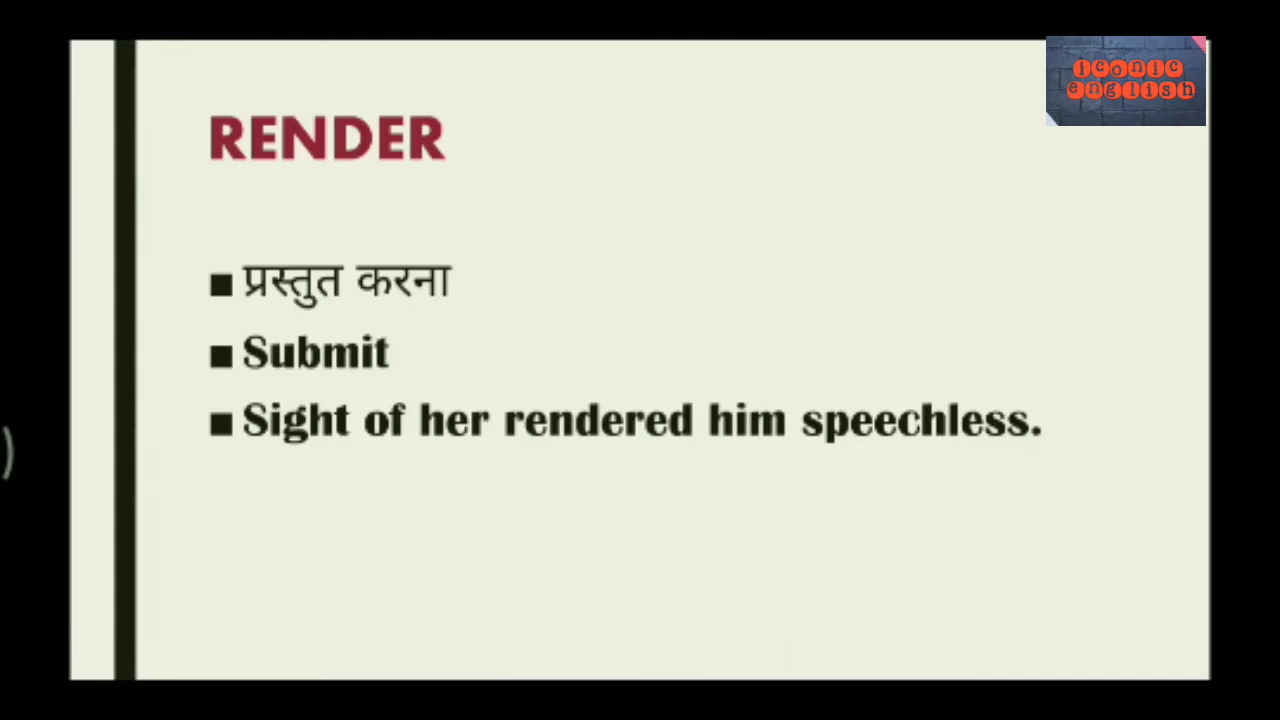 iconic
english
RENDER
प्रस्तुत करना
Submit
Sight of her rendered him speechless.